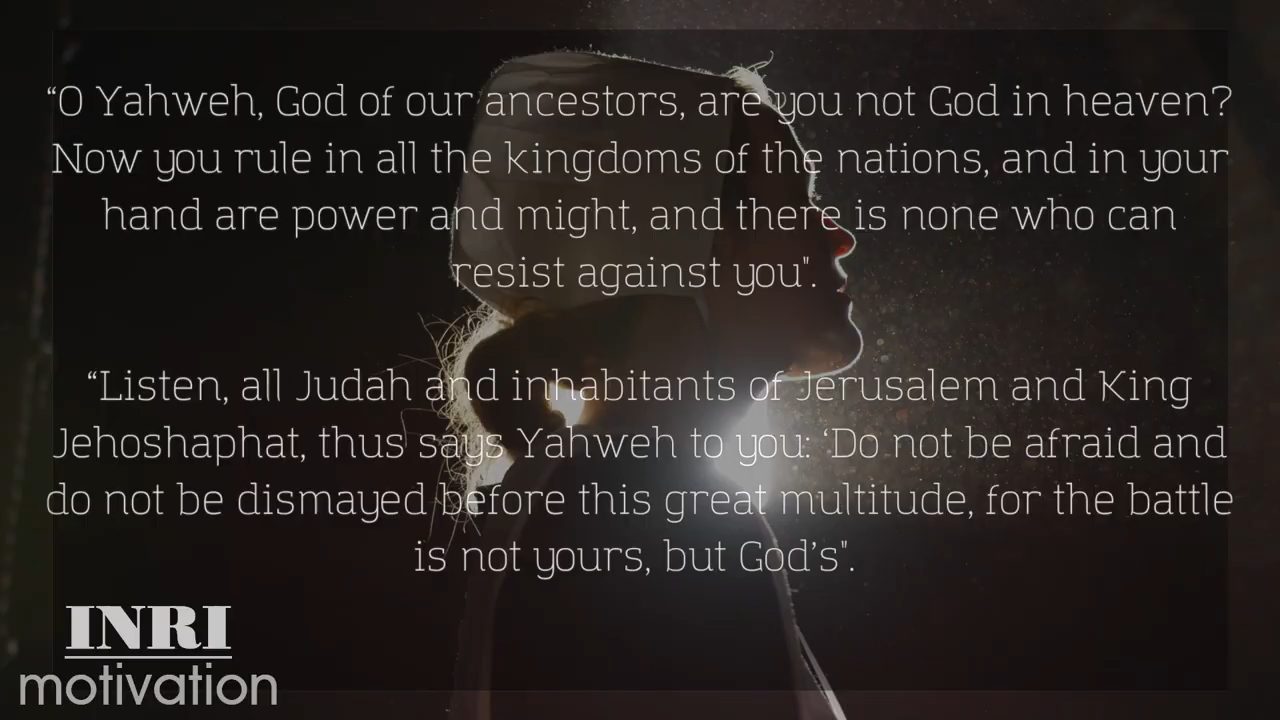 “O Yahweh, God of our ancestors, are you not God in heaven?
Now you rule in all the kingdoms of the nations, and in your
hand are power and might, and there is none who can
resist against you".
“Listen, all Judah and inhabitants of Jerusalem and King
Jehoshaphat, thus says Yahweh to you: ‘Do not be afraid and
do not be dismayed before this great multitude, for the battle
is not yours, but God’s".
INRI
motivation